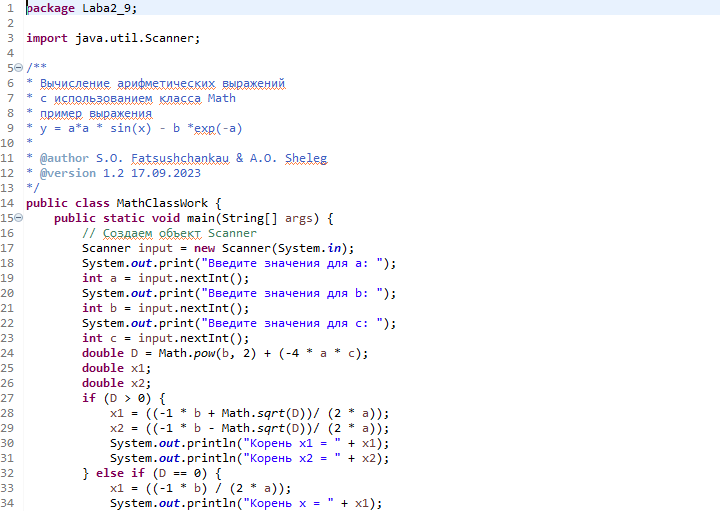 1 package Laba2_9;
2
3 import java.util.Scanner;
4
5 /**
6 * Вычисление арифметических выражений
7 * с использованием класса Math
8 * пример выражения
9 * y = a*a * sin(x) - b *exp(-a)
10 *
11 * @author S.O. Fatsushchankau & A.O. Sheleg
12 * @version 1.2 17.09.2023
13 */
14 public class MathClassWork {
15 public static void main(String[] args) {
16 // Создаем объект Scanner
17 Scanner input = new Scanner(System.in);
18 System.out.print("Введите значения для a: ");
19 int a = input.nextInt();
20 System.out.print("Введите значения для b: ");
21 int b = input.nextInt();
22 System.out.print("Введите значения для c: ");
23 int c = input.nextInt();
24 double D = Math.pow(b, 2) + (-4 * a * c);
25 double x1;
26 double x2;
27 if (D > 0) {
28 x1 = ((-1 * b + Math.sqrt(D))/ (2 * a));
29 x2 = ((-1 * b - Math.sqrt(D))/ (2 * a));
30 System.out.println("Корень x1 = " + x1);
31 System.out.println("Корень x2 = " + x2);
32 } else if (D == 0) {
33 x1 = ((-1 * b) / (2 * a));
34 System.out.println("Корень x = " + x1);